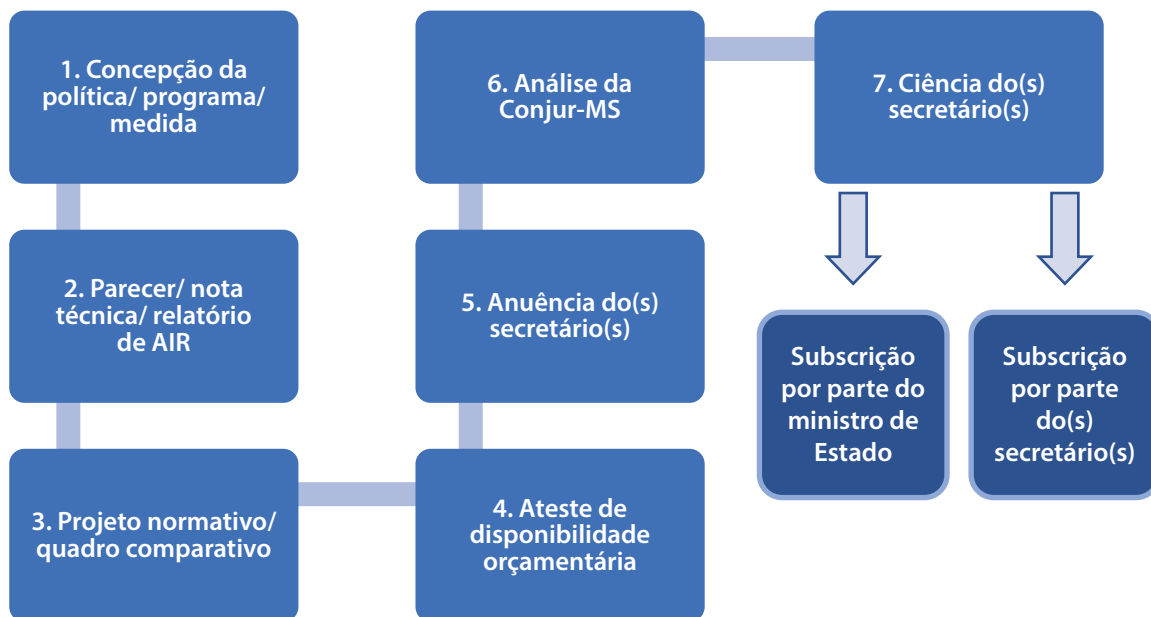 1. Concepção da
política/ programa/
medida
2. Parecer/ nota
técnica/ relatório
de AIR
3. Projeto normativo/
quadro comparativo
4. Ateste de
disponibilidade
orçamentária
5. Anuência do(s)
secretário(s)
6. Análise da
Conjur-MS
7. Ciência do(s)
secretário(s)
Subscrição
por parte do
ministro de
Estado
Subscrição
por parte
do(s)
secretário(s)